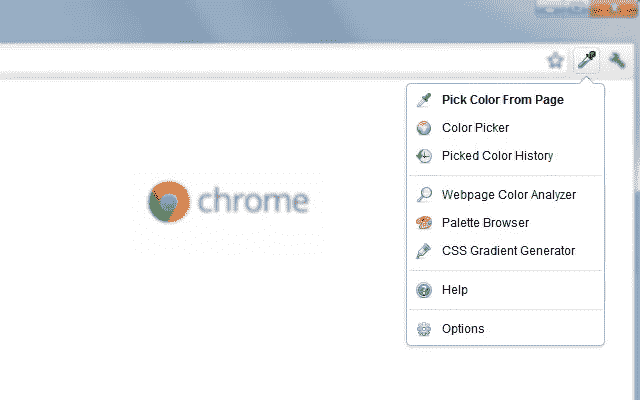 Pick Color From Page
Color Picker
Picked Color History
chrome
Webpage Color Analyzer
Palette Browser
CSS Gradient Generator
Help
Options